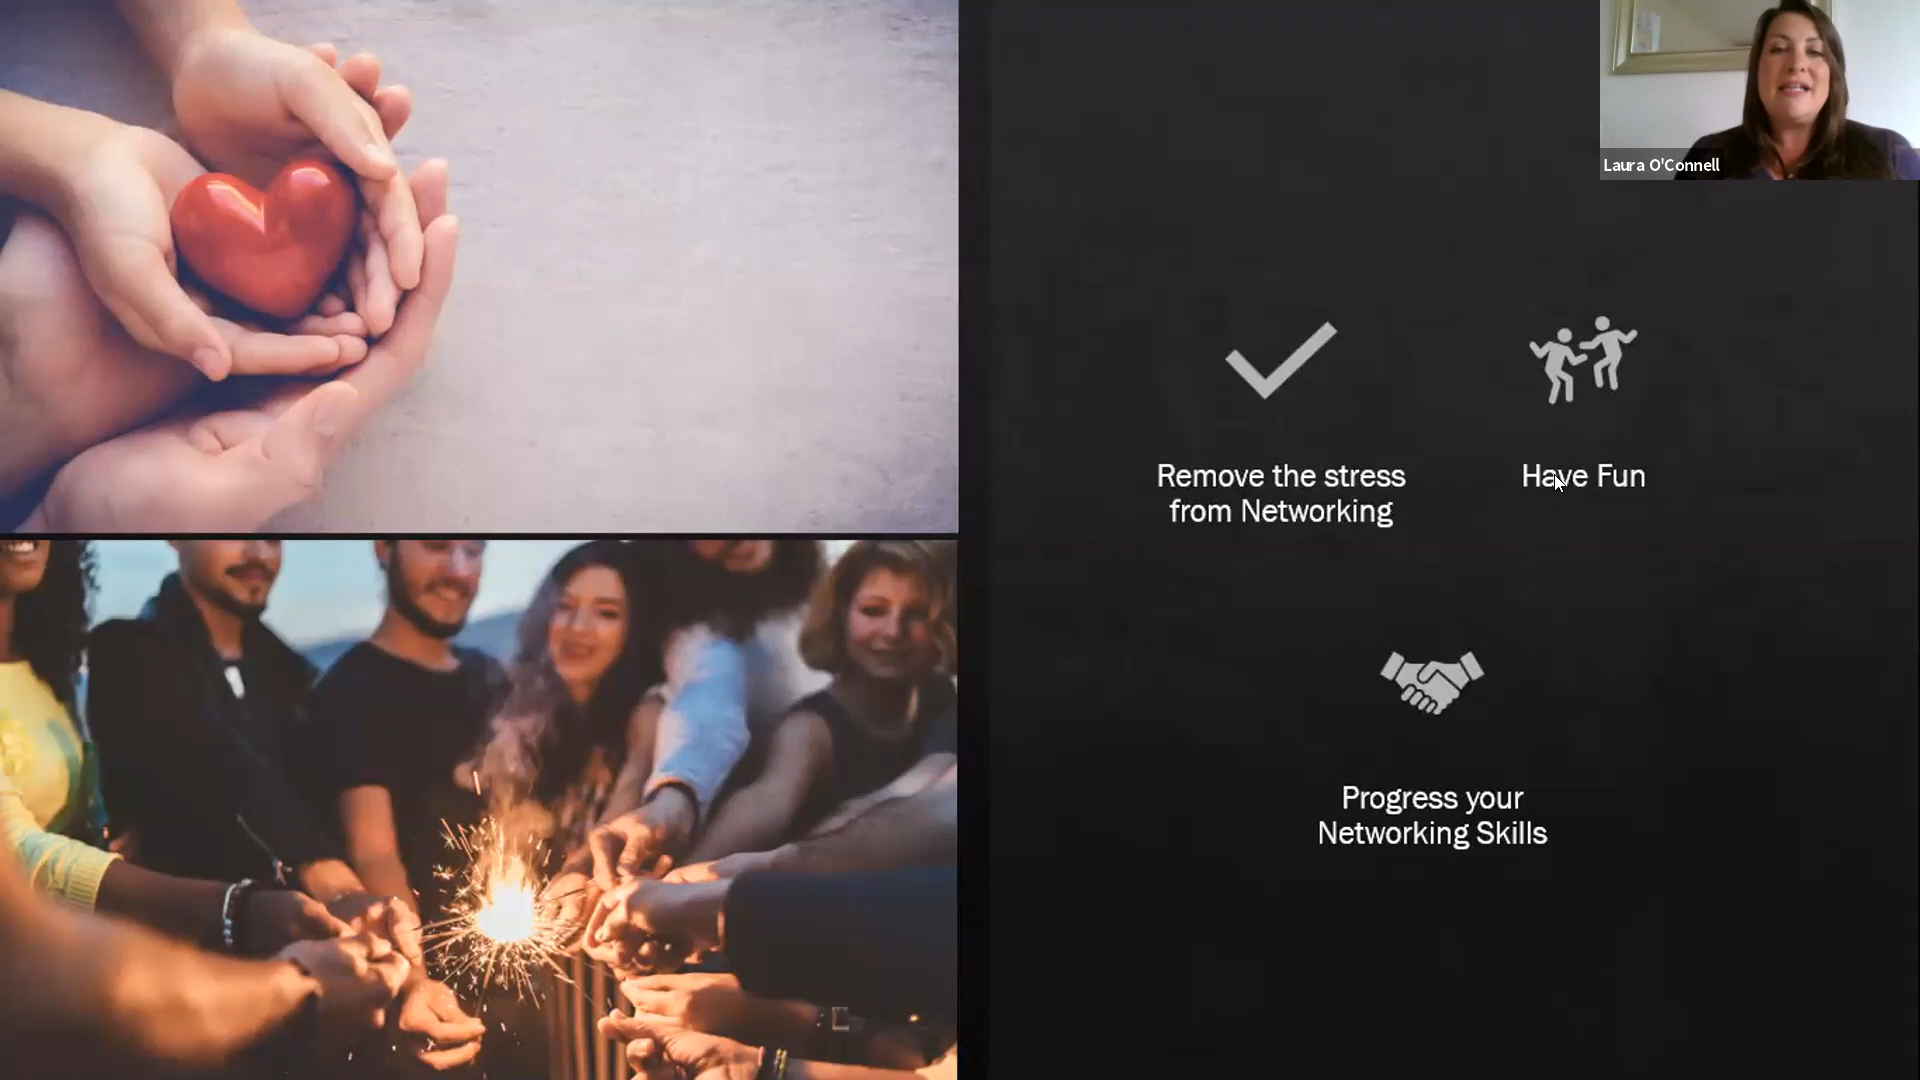 Laura O'Connell
Remove the stress
from Networking
Have Fun
Progress your
Networking Skills